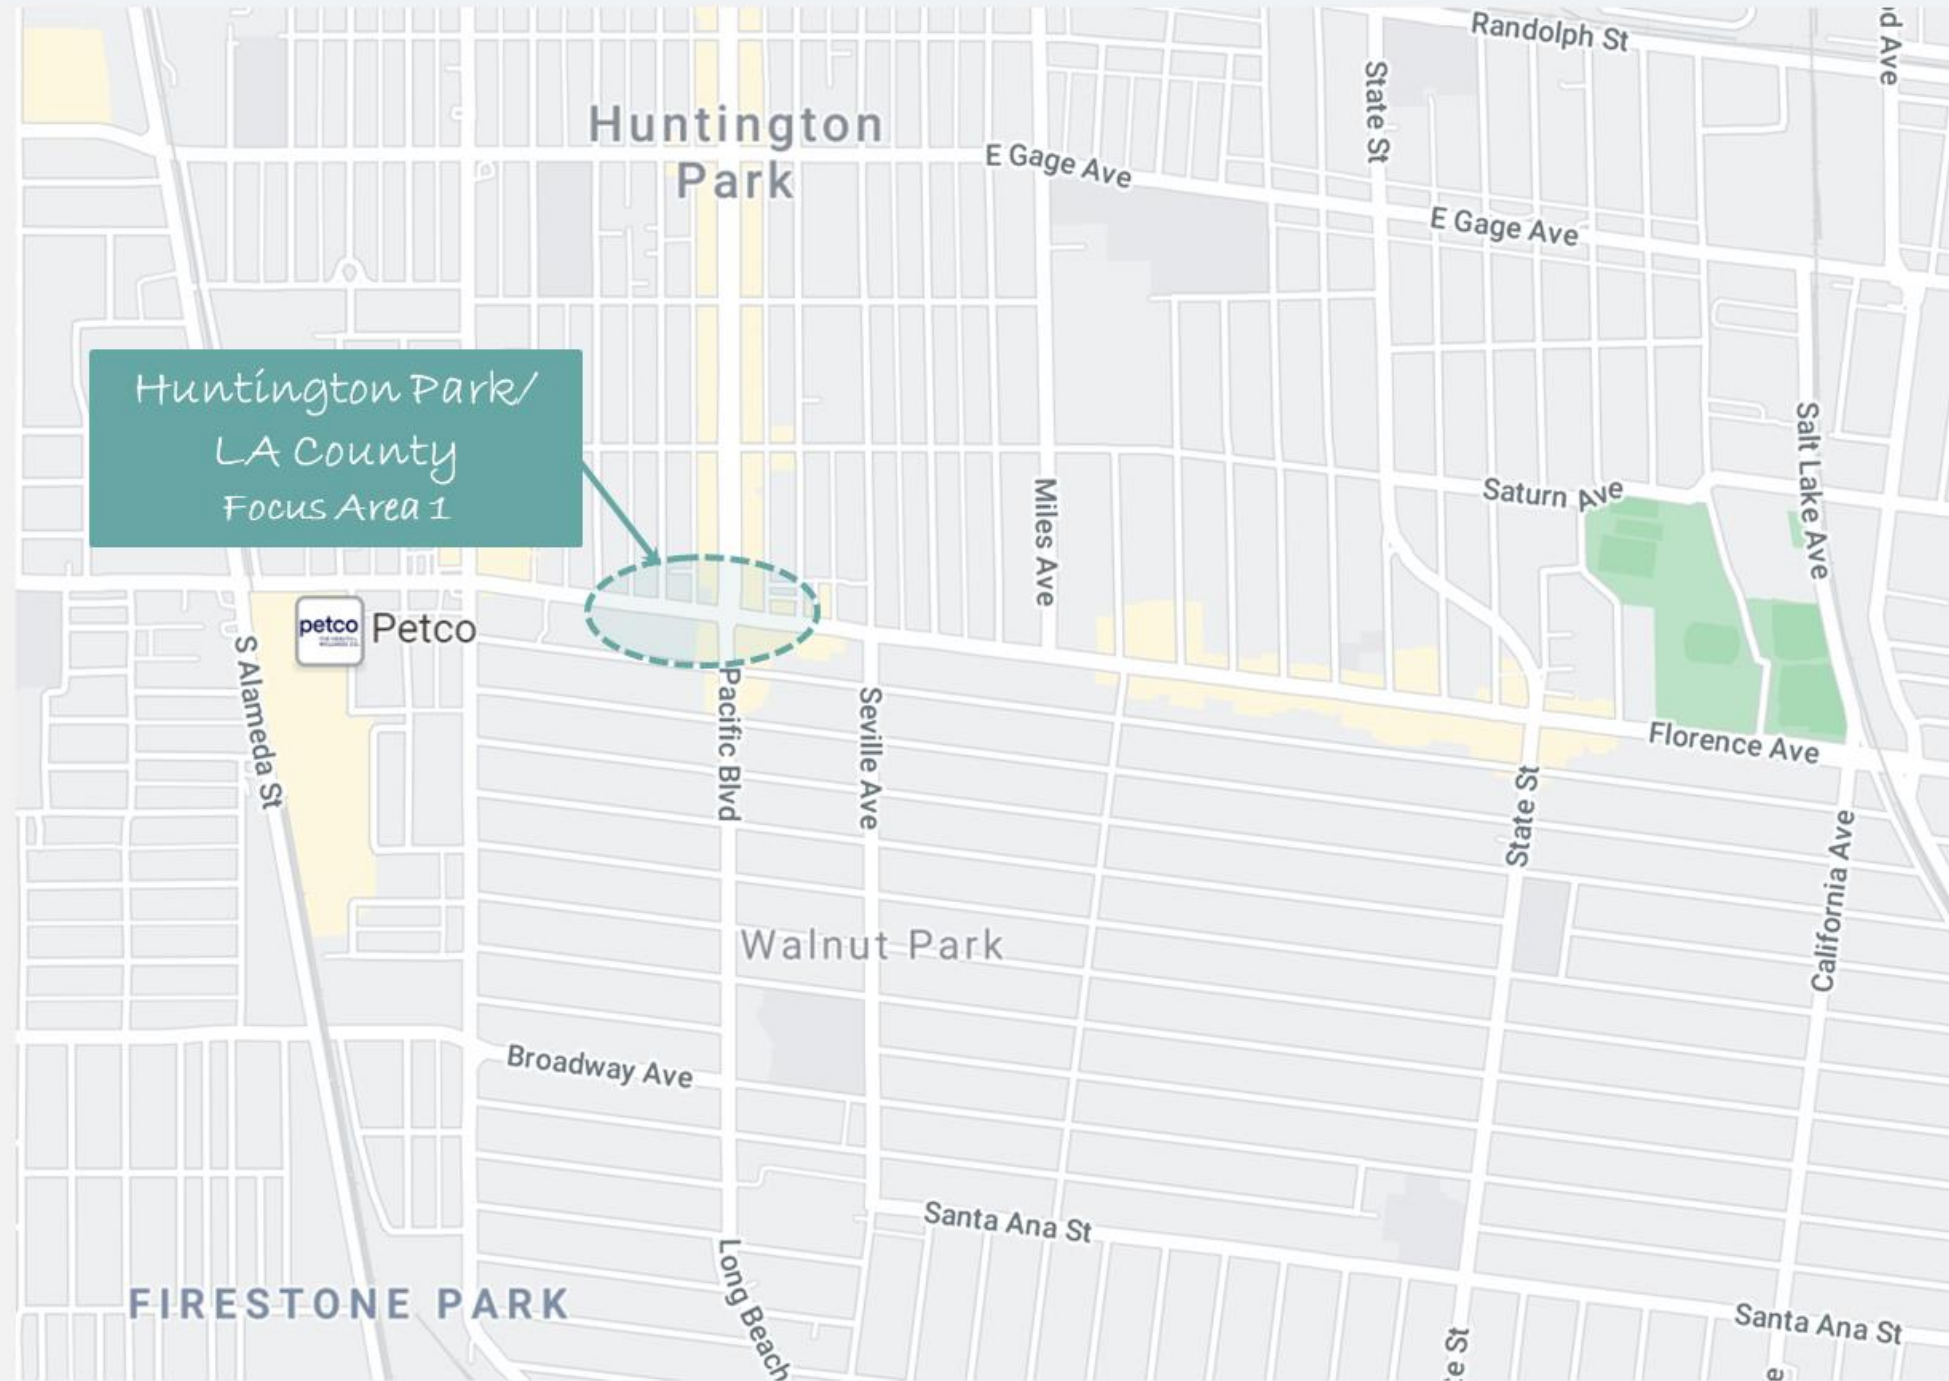 Randolph St
d Ave
State St
Huntington
Park
E Gage Ave
E Gage Ave
Huntington Park/
LA County
Focus Area 1
Salt Lake Ave
Miles Ave
Saturn Ave
petco
Petco
S Alameda St
Pacific Blvd
Seville Ave
Florence Ave
State St
California Ave
Walnut Park
Broadway Ave
Santa Ana St
Long Beach
FIRESTONE PARK
Santa Ana St
e St
e